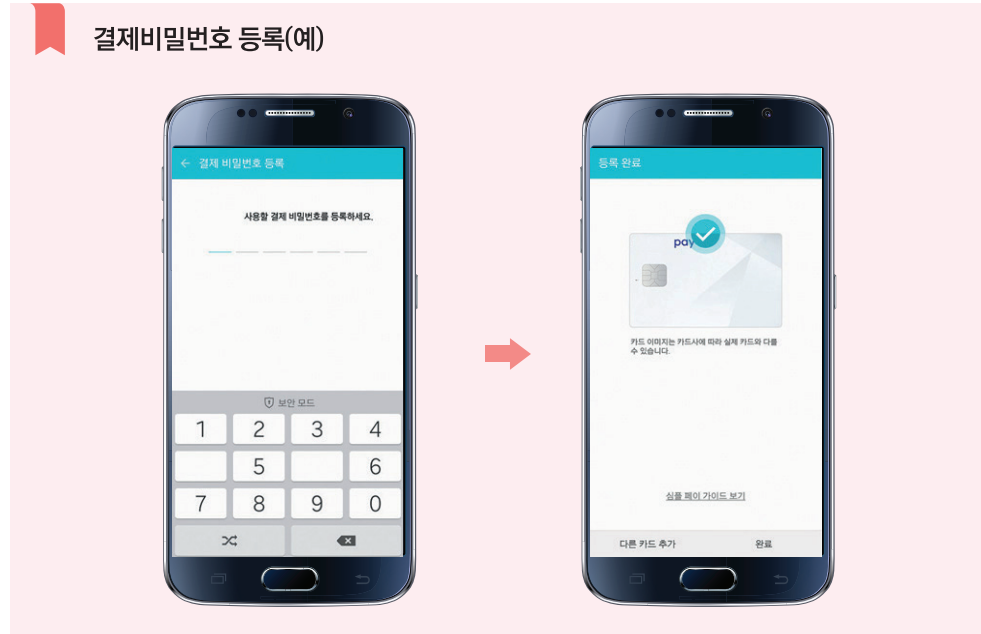 결제비밀번호 등록(예)
결제 비밀번호 등록
사용할 결제 비밀번호를 등록하세요.
보안 모드
1 2 3 4
5 6
7 8 9 0
등록 완료
pay
카드 이미지는 카드사에 따라 실제 카드와 다를
수 있습니다.
심플 페이 가이드 보기
다른 카드 추가 완료